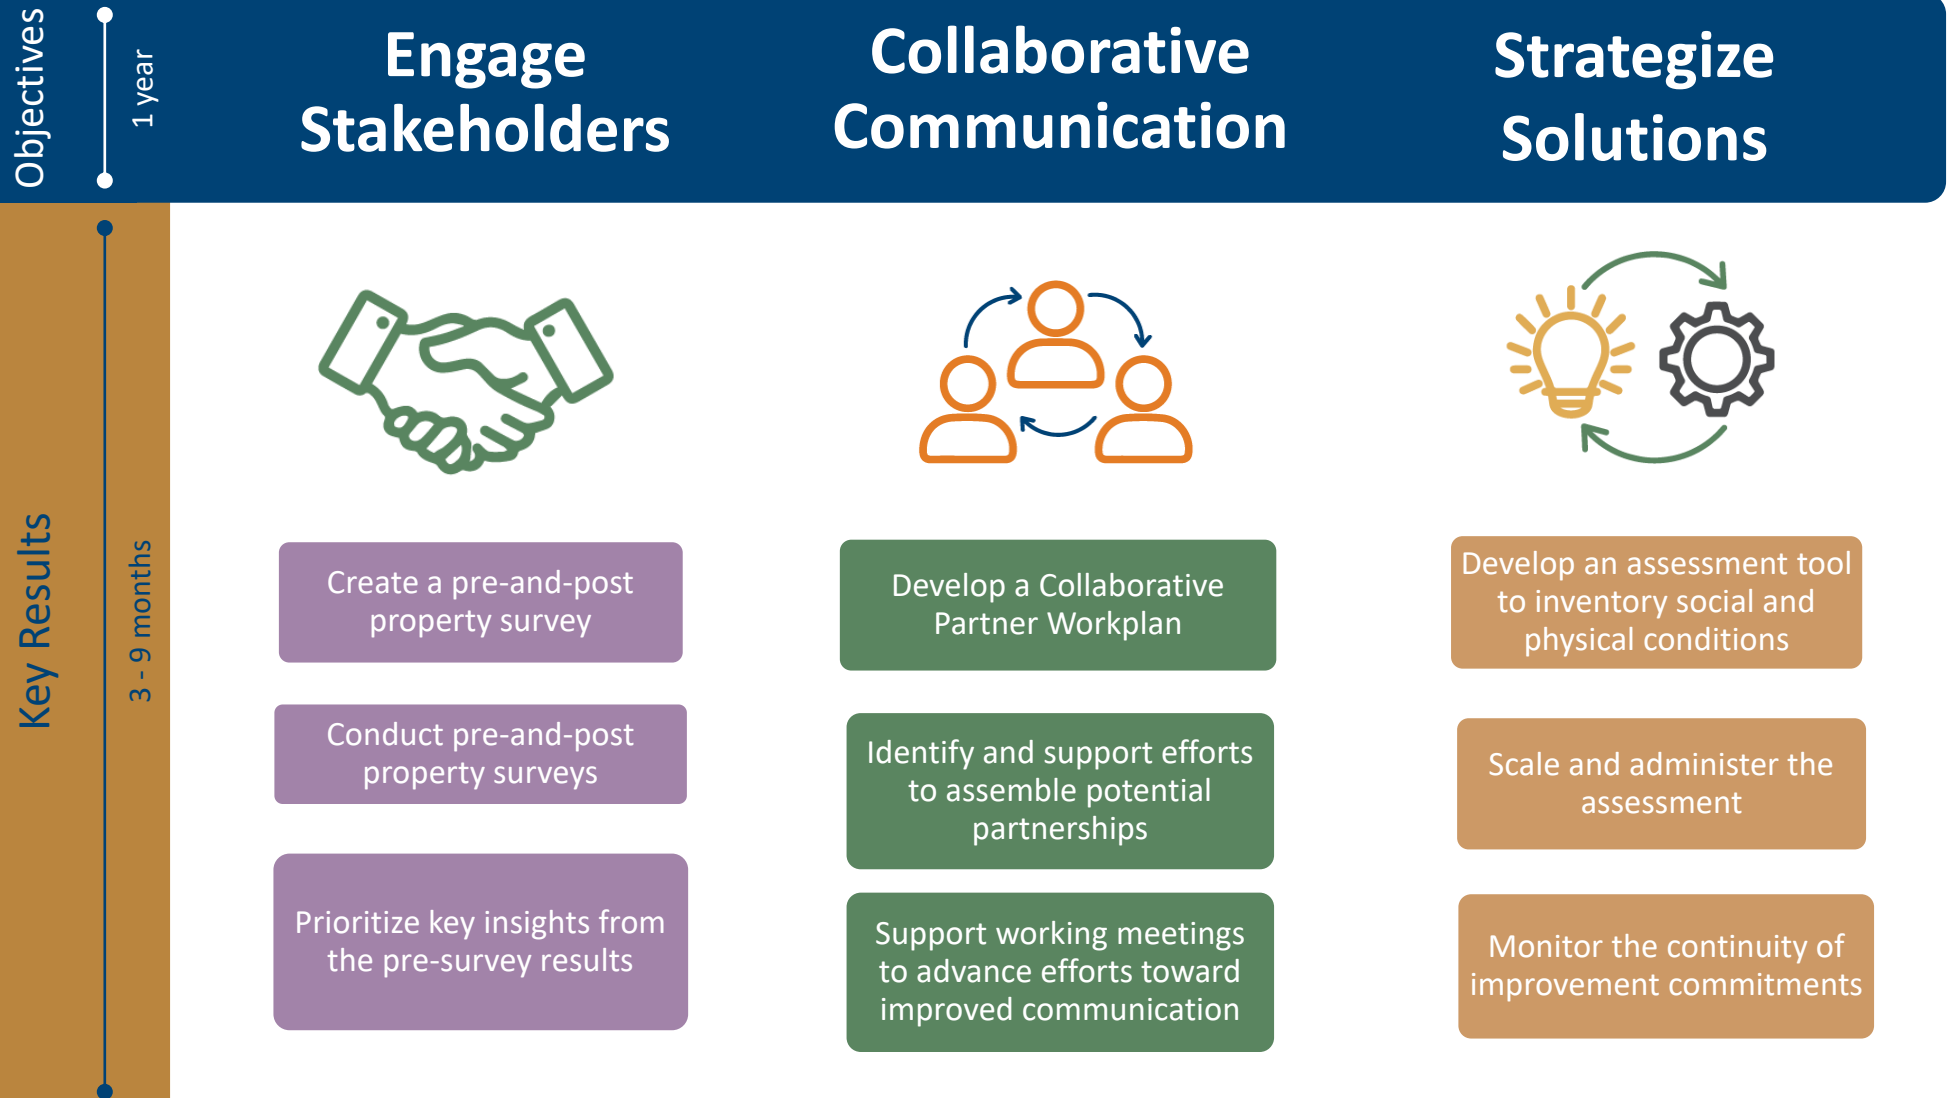 Objectives
1 year
Engage
Stakeholders
Collaborative
Communication
Strategize
Solutions
Key Results
3 - 9 months
Create a pre-and-post
property survey
Conduct pre-and-post
property surveys
Prioritize key insights from
the pre-survey results
Develop a Collaborative
Partner Workplan
Identify and support efforts
to assemble potential
partnerships
Support working meetings
to advance efforts toward
improved communication
Develop an assessment tool
to inventory social and
physical conditions
Scale and administer the
assessment
Monitor the continuity of
improvement commitments